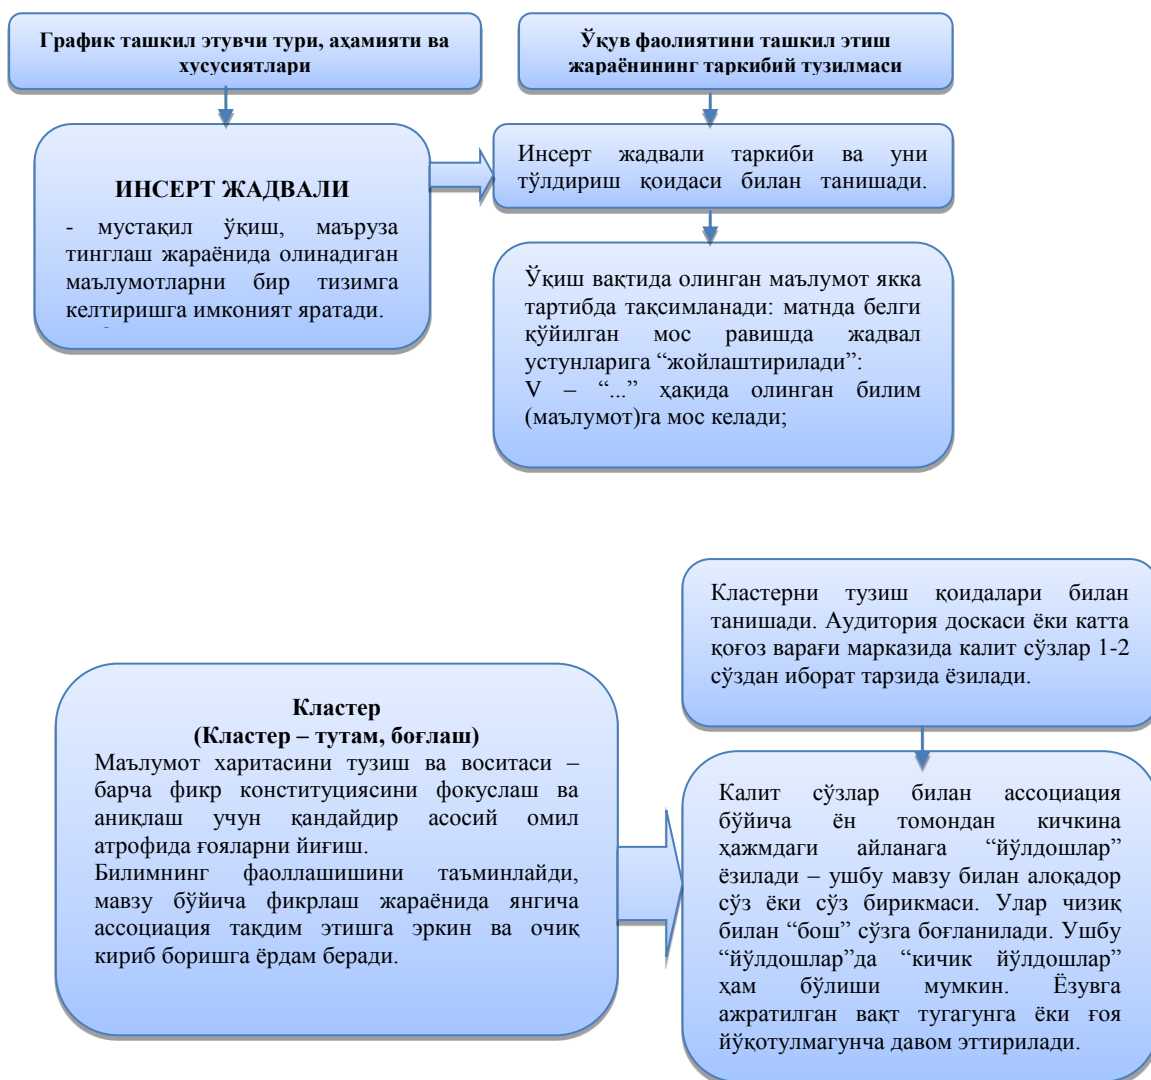 График ташкил этувчи тури, аҳамияти ва
хусусиятлари
Ўқув фаолиятини ташкил этиш
жараёнининг таркибий тузилмаси
ИНСЕРТ ЖАДВАЛИ
- мустақил ўқиш, маъруза
тинглаш жараёнида олинадиган
маълумотларни бир тизимга
келтиришга имконият яратади.
Инсерт жадвали таркиби ва уни
тўлдириш қоидаси билан танишади.
Ўқиш вақтида олинган маълумот якка
тартибда тақсимланади: матнда белги
қўйилган мос равишда жадвал
устунларига “жойлаштирилади”:
V – “...” ҳақида олинган билим
(маълумот)га мос келади;
Кластер
(Кластер – тутам, боғлаш)
Маълумот харитасини тузиш ва воситаси –
барча фикр конституциясини фокуслаш ва
аниқлаш учун қандайдир асосий омил
атрофида ғояларни йиғиш.
Билимнинг фаоллашишини таъминлайди,
мавзу бўйича фикрлаш жараёнида янгича
ассоциация тақдим этишга эркин ва очиқ
кириб боришга ёрдам беради.
Кластерни тузиш қоидалари билан
танишади. Аудитория доскаси ёки катта
қоғоз варағи марказида калит сўзлар 1-2
сўздан иборат тарзида ёзилади.
Калит сўзлар билан ассоциация
бўйича ён томондан кичкина
ҳажмдаги айланага “йўлдошлар”
ёзилади – ушбу мавзу билан алоқадор
сўз ёки сўз бирикмаси. Улар чизиқ
билан “бош” сўзга боғланилади. Ушбу
“йўлдошлар”да “кичик йўлдошлар”
ҳам бўлиши мумкин. Ёзувга
ажратилган вақт тугагунга ёки ғоя
йўқотулмагунча давом эттирилади.